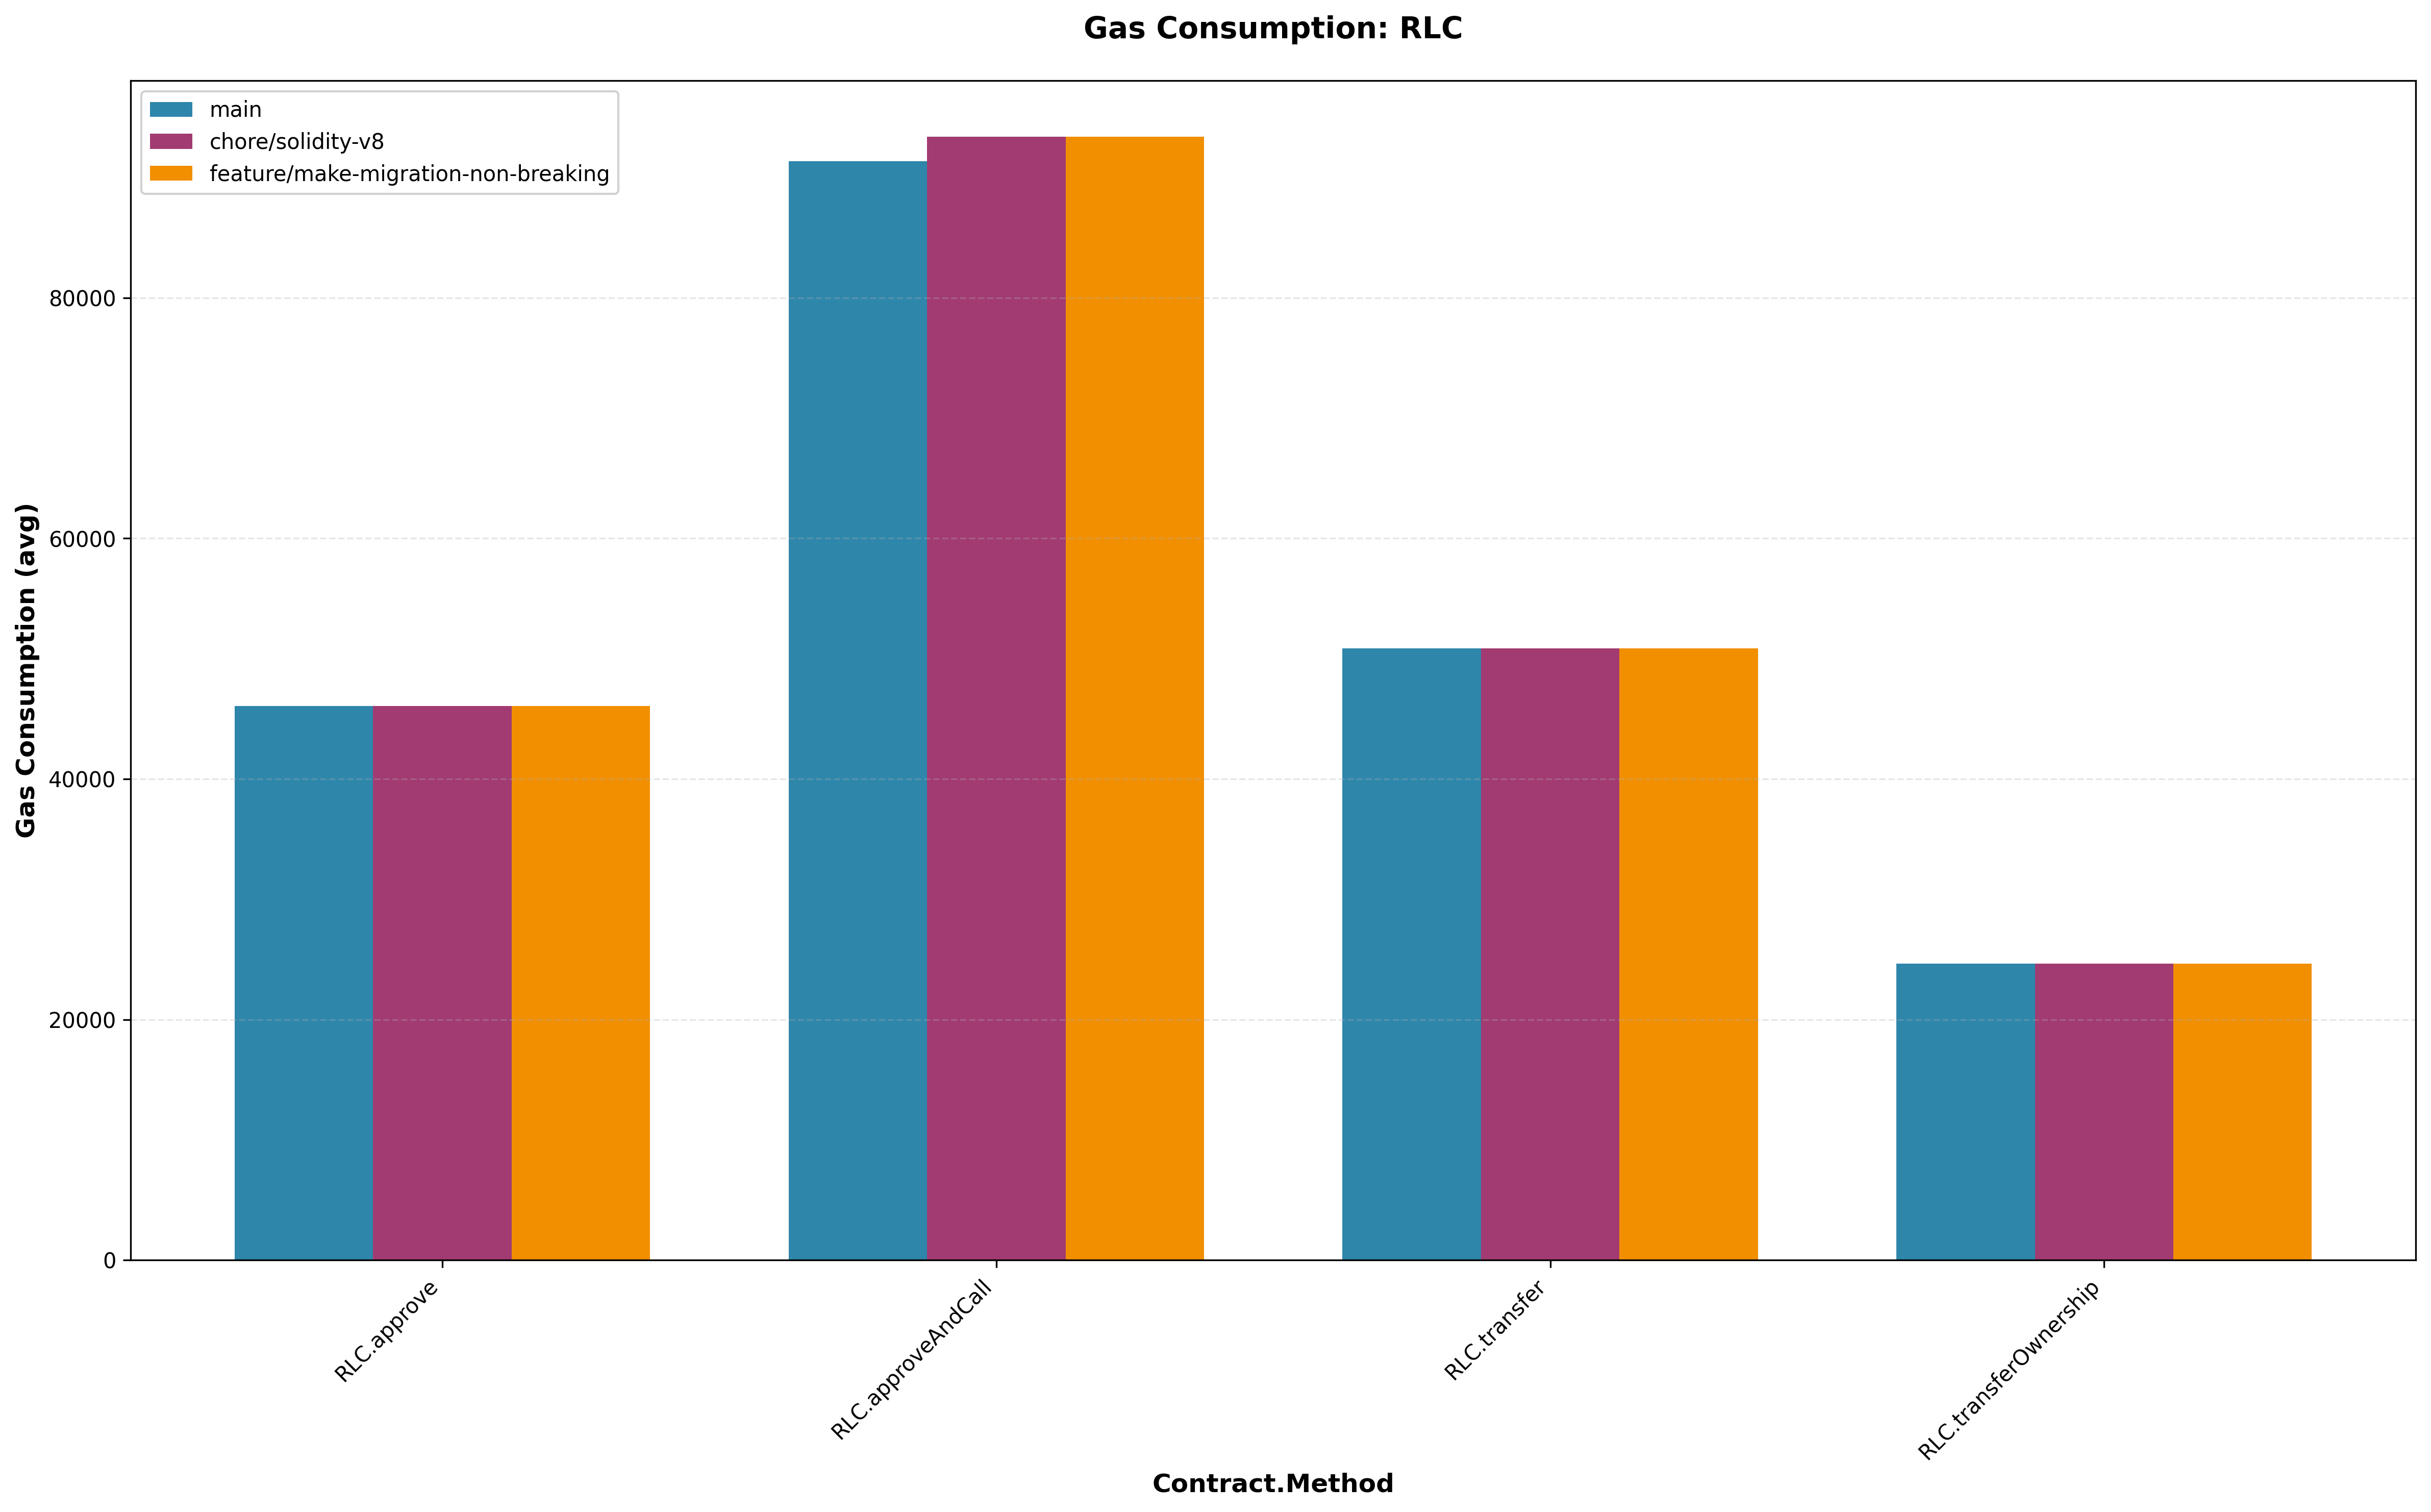 Gas Consumption: RLC
main
chore/solidity-v8
feature/make-migration-non-breaking
Gas Consumption (avg)
80000
60000
40000
20000
0
RLC.approve
RLC.approveAndCall
RLC.transfer
RLC.transferOwnership
Contract.Method